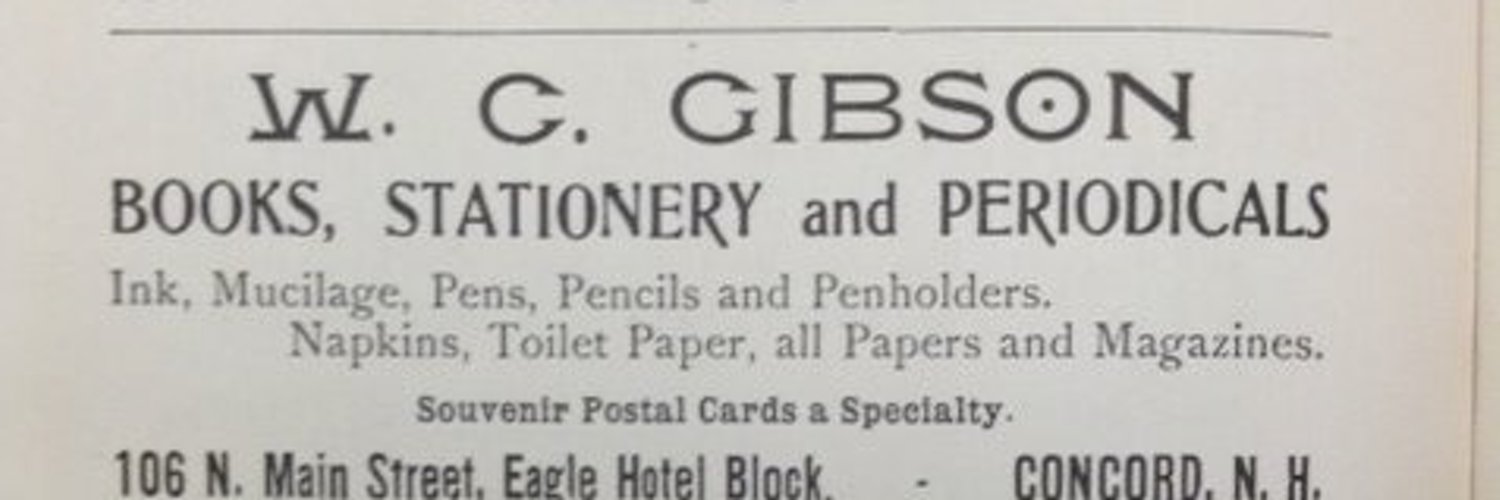 W. C. GIBSON
BOOKS, STATIONERY and PERIODICALS
Ink, Mucilage, Pens, Pencils and Penholders.
Napkins, Toilet Paper, all Papers and Magazines.
Souvenir Postal Cards a Specialty.
106 N. Main Street, Eagle Hotel Block, - CONCORD, N. H.